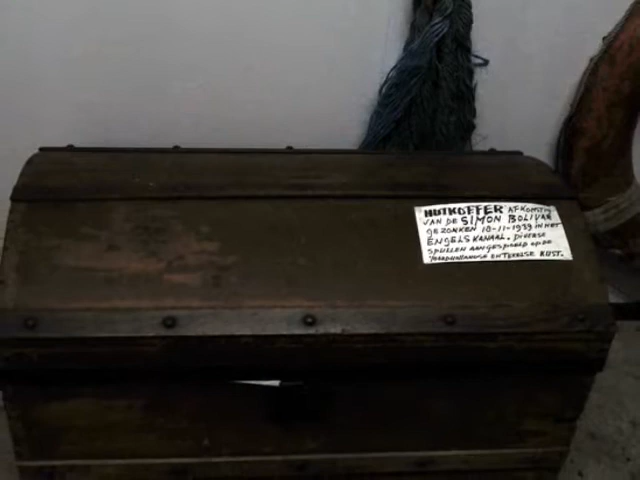 HUTKOFFER AFKOMSTIG
VAN DE SIMON BOLIVAR
GEZONKEN 18-11-1939 IN HET
ENGELS KANAAL. DIVERSE
SPULLEN AANGESPOELD OP DE
NOORDHOLLANDSE EN TEXELSE KUST.